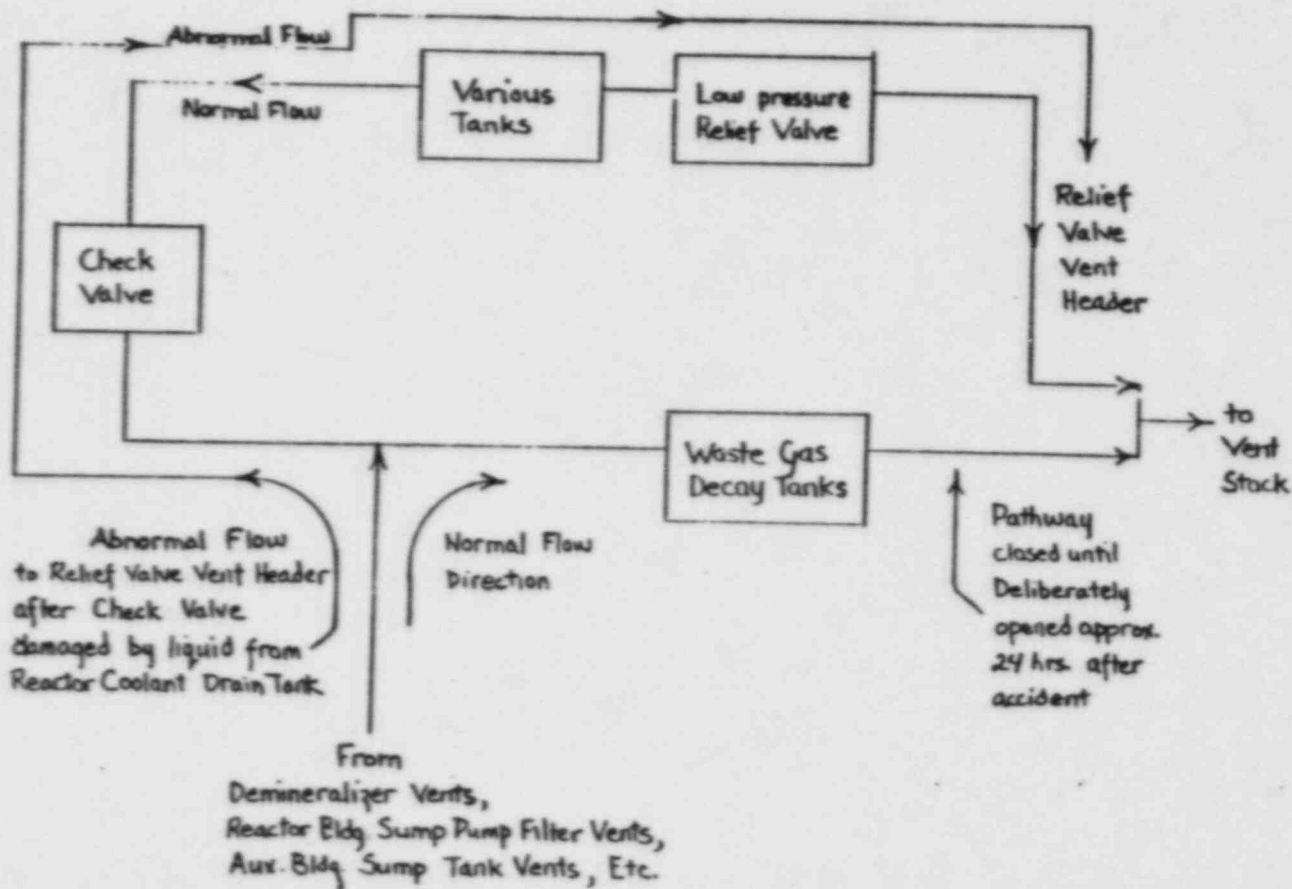 Abnormal Flow
Normal Flow
Various
Tanks
Low pressure
Relief Valve
Relief
Valve
Vent
Header
Check
Valve
Waste Gas
Decay Tanks
to
Vent
Stack
Abnormal Flow
to Relief Valve Vent Header
after Check Valve
damaged by liquid from
Reactor Coolant Drain Tank
Normal Flow
Direction
Pathway
closed until
Deliberately
opened approx.
24 hrs. after
accident
From
Demineralizer Vents,
Reactor Bldg Sump Pump Filter Vents,
Aux. Bldg Sump Tank Vents, Etc.